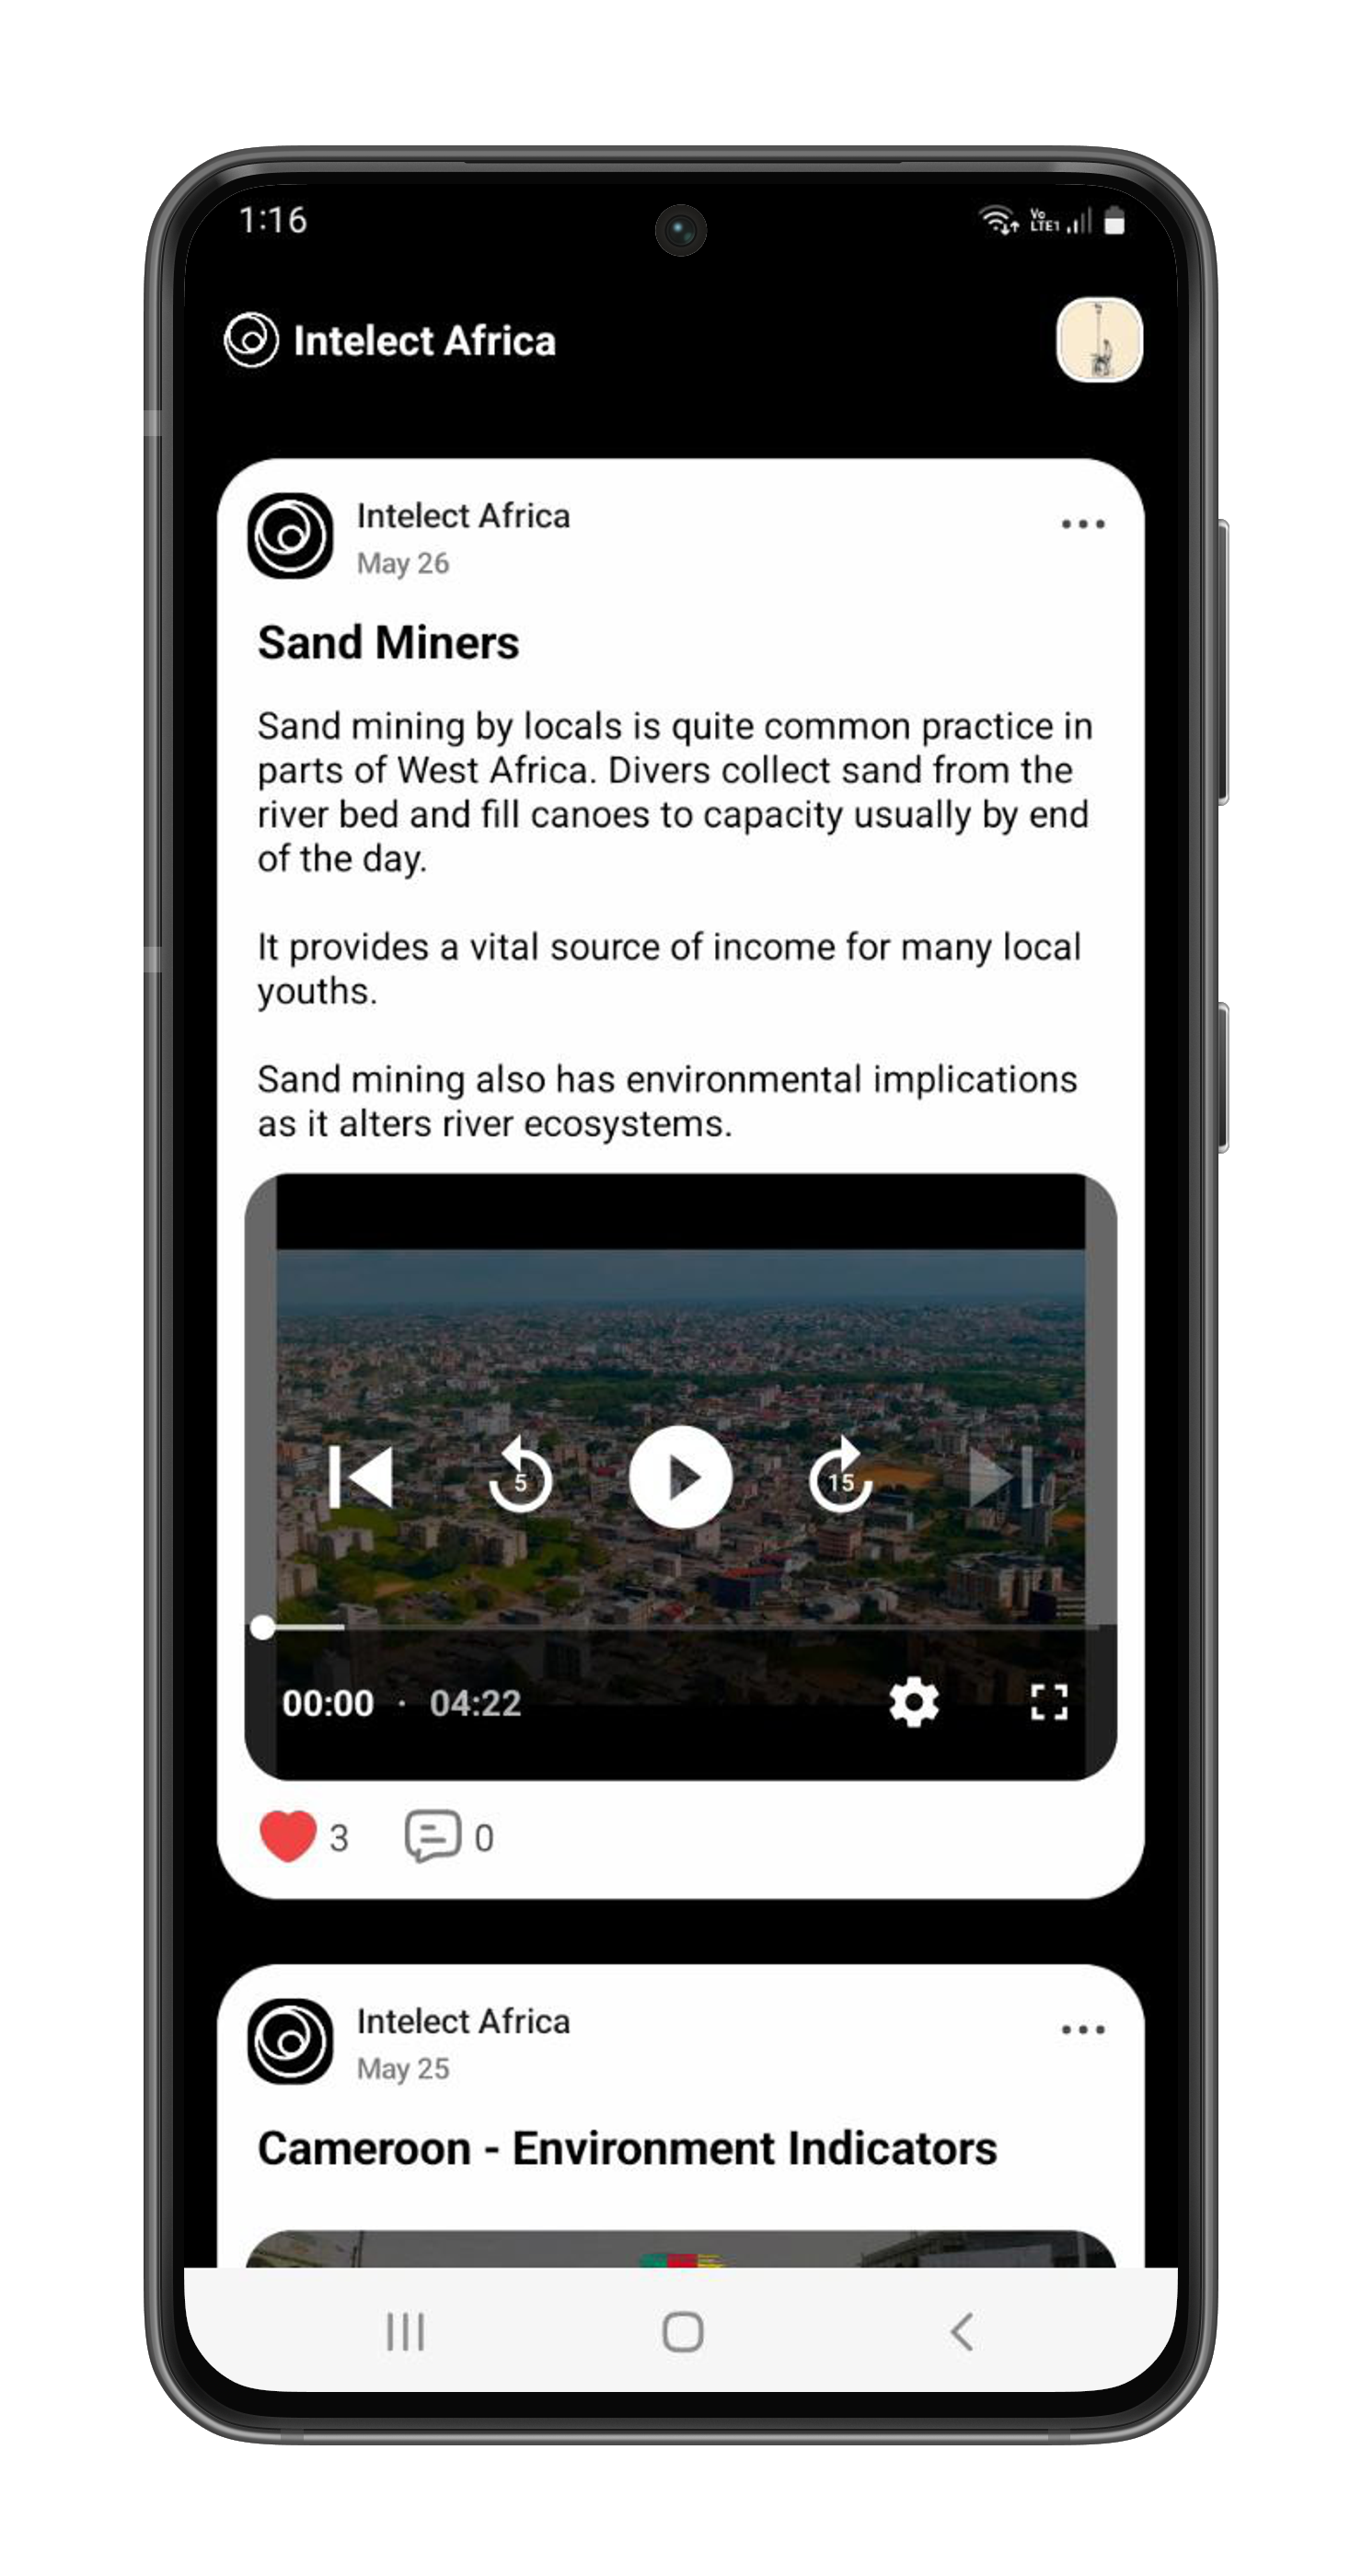 1:16
Vo
LTE1
Intelect Africa
Intelect Africa
May 26
Sand Miners
Sand mining by locals is quite common practice in
parts of West Africa. Divers collect sand from the
river bed and fill canoes to capacity usually by end
of the day.
It provides a vital source of income for many local
youths.
Sand mining also has environmental implications
as it alters river ecosystems.
5
15
00:00 · 04:22
3
0
Intelect Africa
May 25
Cameroon - Environment Indicators